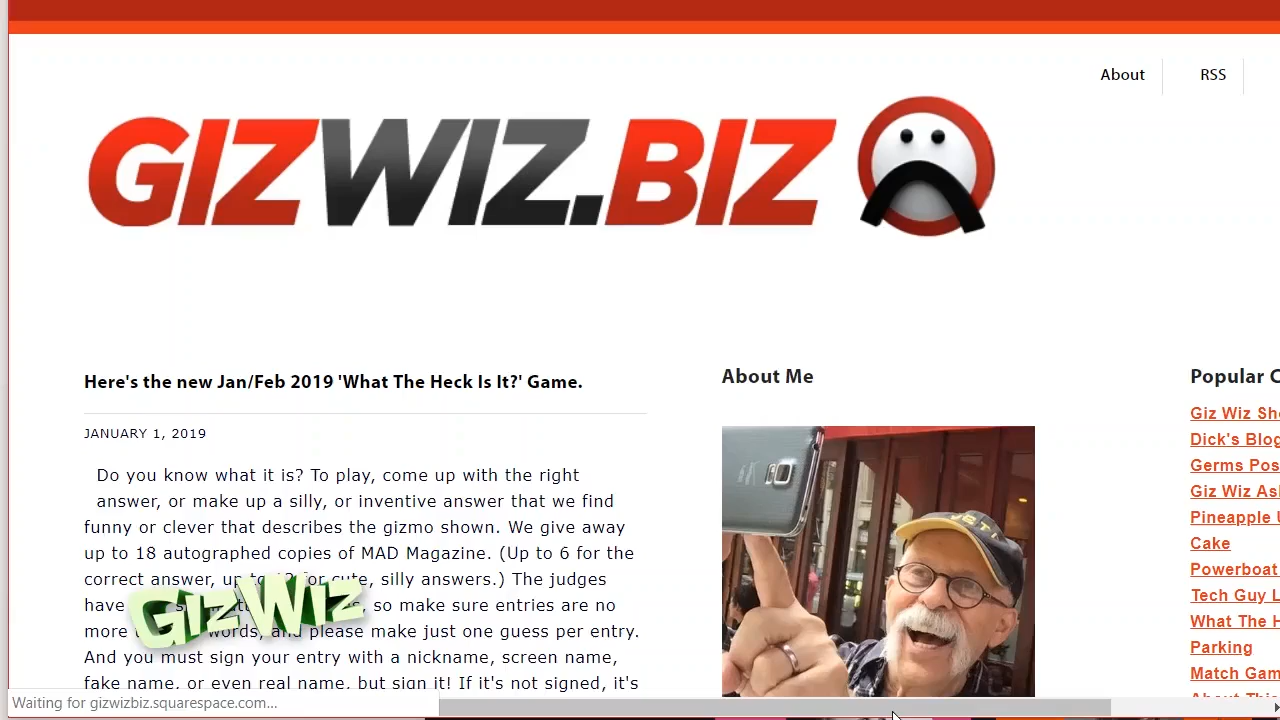 About
RSS
GIZWIZ.BIZ
Here's the new Jan/Feb 2019 'What The Heck Is It?' Game.
JANUARY 1, 2019
Do you know what it is? To play, come up with the right
answer, or make up a silly, or inventive answer that we find
funny or clever that describes the gizmo shown. We give away
up to 18 autographed copies of MAD Magazine. (Up to 6 for the
correct answer, up to 12 for cute, silly answers.) The judges
have so make sure entries are no
more words, and please make just one guess per entry.
And you must sign your entry with a nickname, screen name,
fake name, or even real name, but sign it! If it's not signed, it's
GIZWIZ
About Me
Popular C
Giz Wiz Sh
Dick's Blog
Germs Pos
Giz Wiz As
Pineapple U
Cake
Powerboat
Tech Guy L
What The H
Parking
Match Gam
About Thi
Waiting for gizwizbiz.squarespace.com...